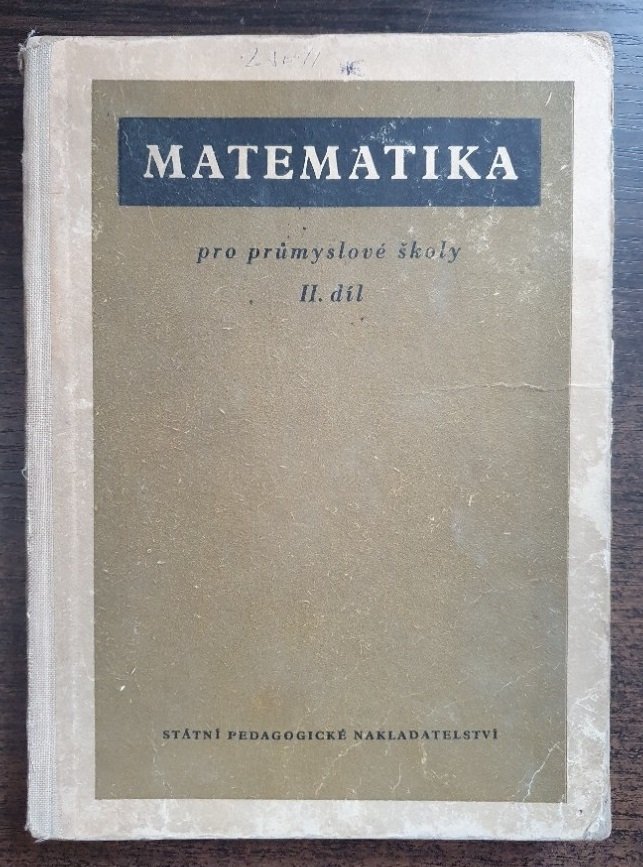 MATEMATIKA
pro průmyslové školy
II. díl
STÁTNÍ PEDAGOGICKÉ NAKLADATELSTVÍ